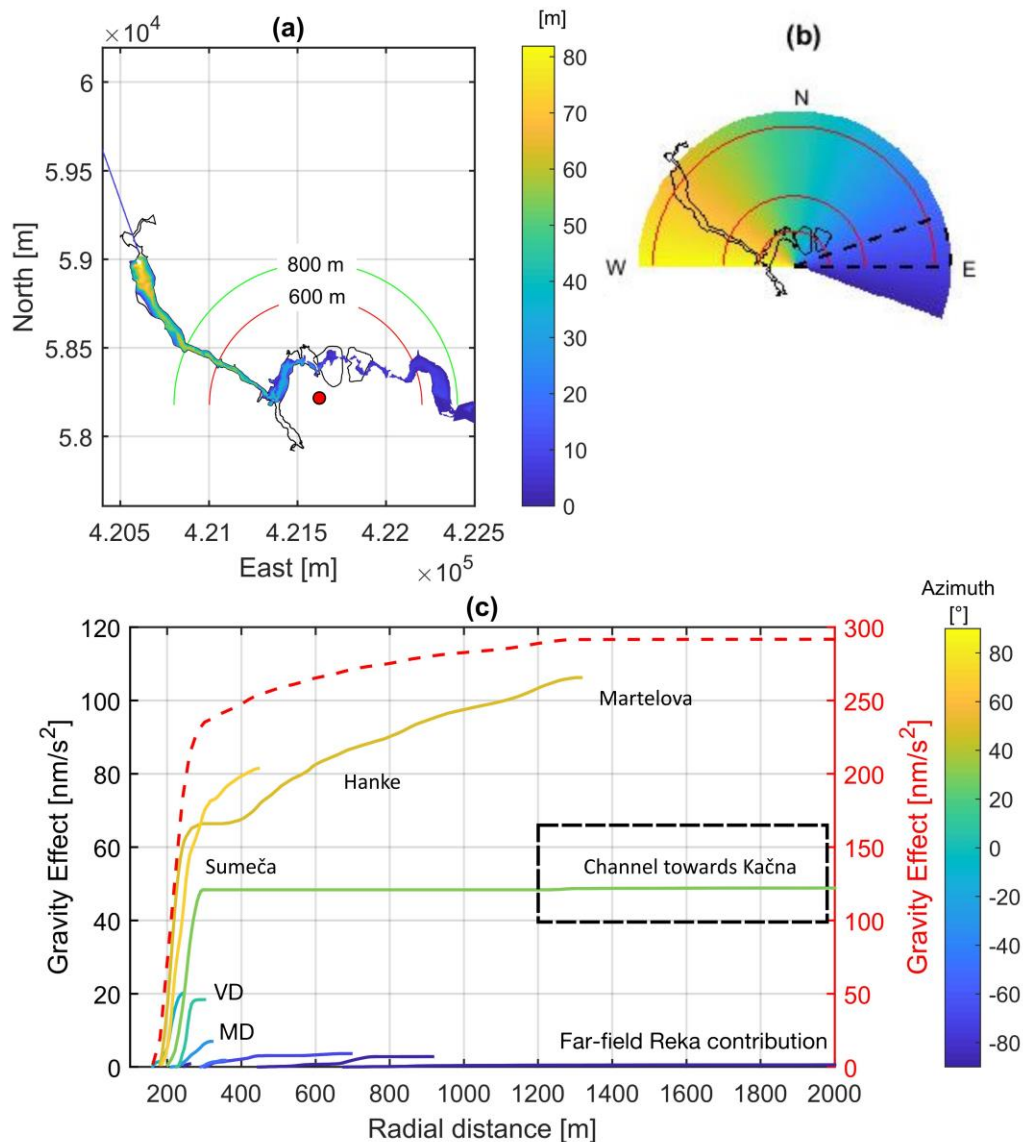 (a)
× 10⁴
6
5.95
5.9
5.85
5.8
North [m]
800 m
600 m
4.205 4.21 4.215 4.22 4.225
East [m] × 10⁵
[m]
80
70
60
50
40
30
20
10
0
(b)
N
W E
(c)
120
100
80
60
40
20
0
Gravity Effect [nm/s²]
Martelova
Hanke
Sumeča
Channel towards Kačna
VD
MD
Far-field Reka contribution
200 400 600 800 1000 1200 1400 1600 1800 2000
Radial distance [m]
300
250
200
150
100
50
0
Gravity Effect [nm/s²]
Azimuth
[°]
80
60
40
20
0
-20
-40
-60
-80